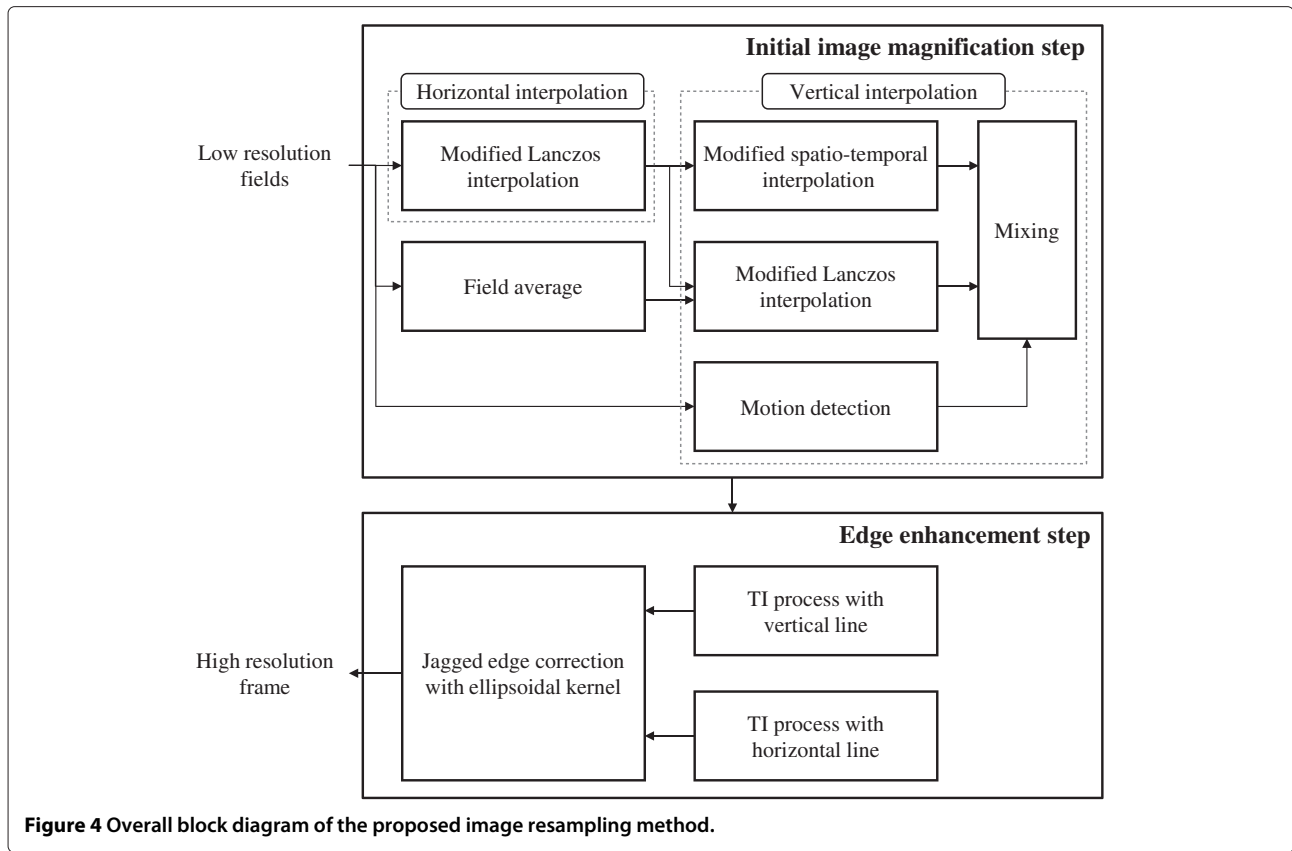 Initial image magnification step
Horizontal interpolation
Vertical interpolation
Low resolution
fields
Modified Lanczos
interpolation
Modified spatio-temporal
interpolation
Mixing
Field average
Modified Lanczos
interpolation
Motion detection
Edge enhancement step
TI process with
vertical line
High resolution
frame
Jagged edge correction
with ellipsoidal kernel
TI process with
horizontal line
Figure 4 Overall block diagram of the proposed image resampling method.